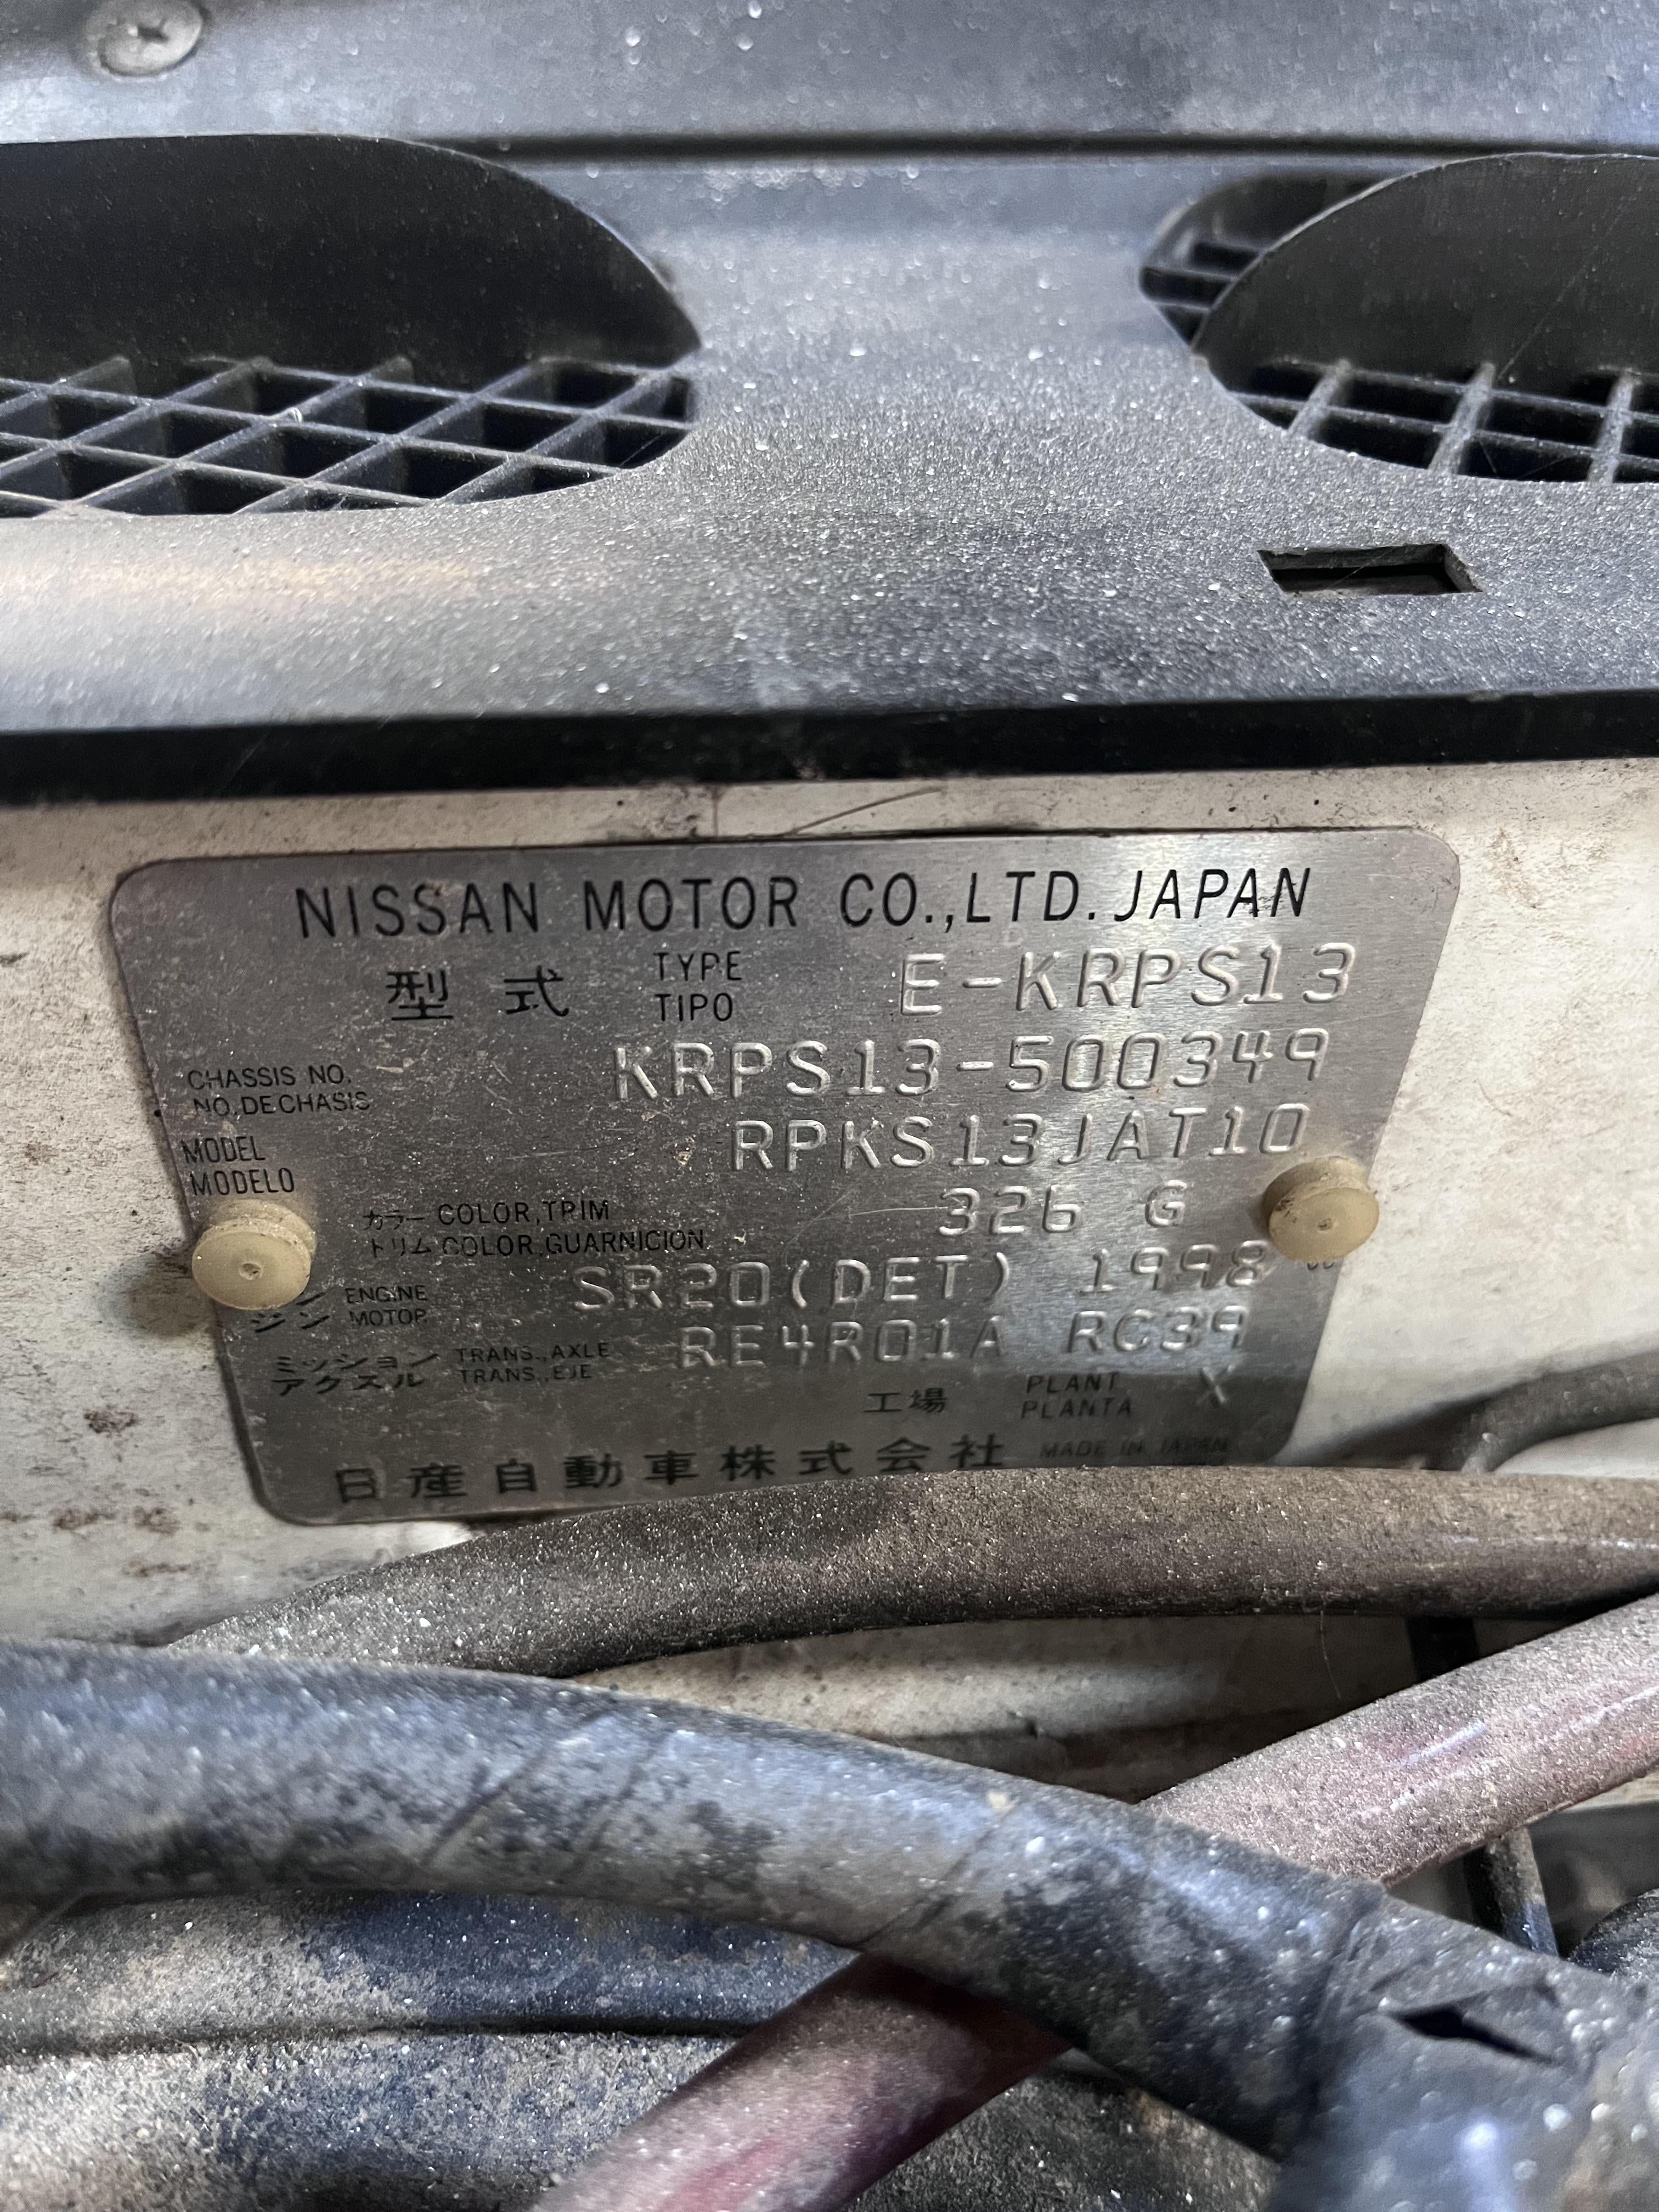 NISSAN MOTOR CO.,LTD. JAPAN
型式 TYPE TIPO E-KRPS13
CHASSIS NO. NO.DECHASIS KRPS13-500349
MODEL MODELO RPKS13JAT10
カラー トリム COLOR,TRIM COLOR,GUARNICION 326 G
ENGINE MOTOR SR20(DET) 1998 cc
ミッション アクスル TRANS.,AXLE TRANS.,EJE RE4R01A RC39
工場 PLANT PLANTA X
日産自動車株式会社 MADE IN JAPAN